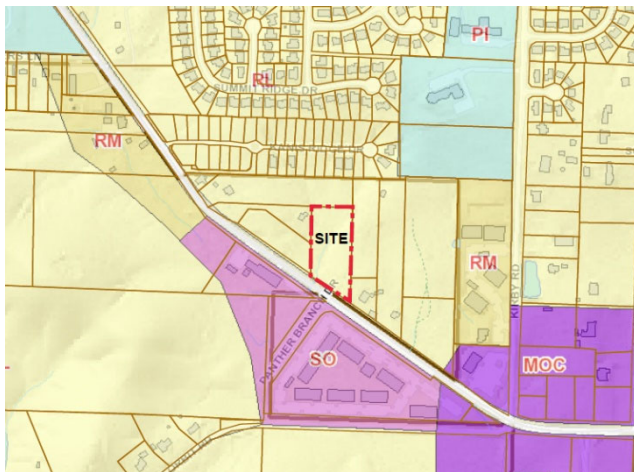 PI
RL
SUMMIT RIDGE DR
RM
SITE
RM
KIRBY RD
PANTHER BRANCH DR
SO
MOC